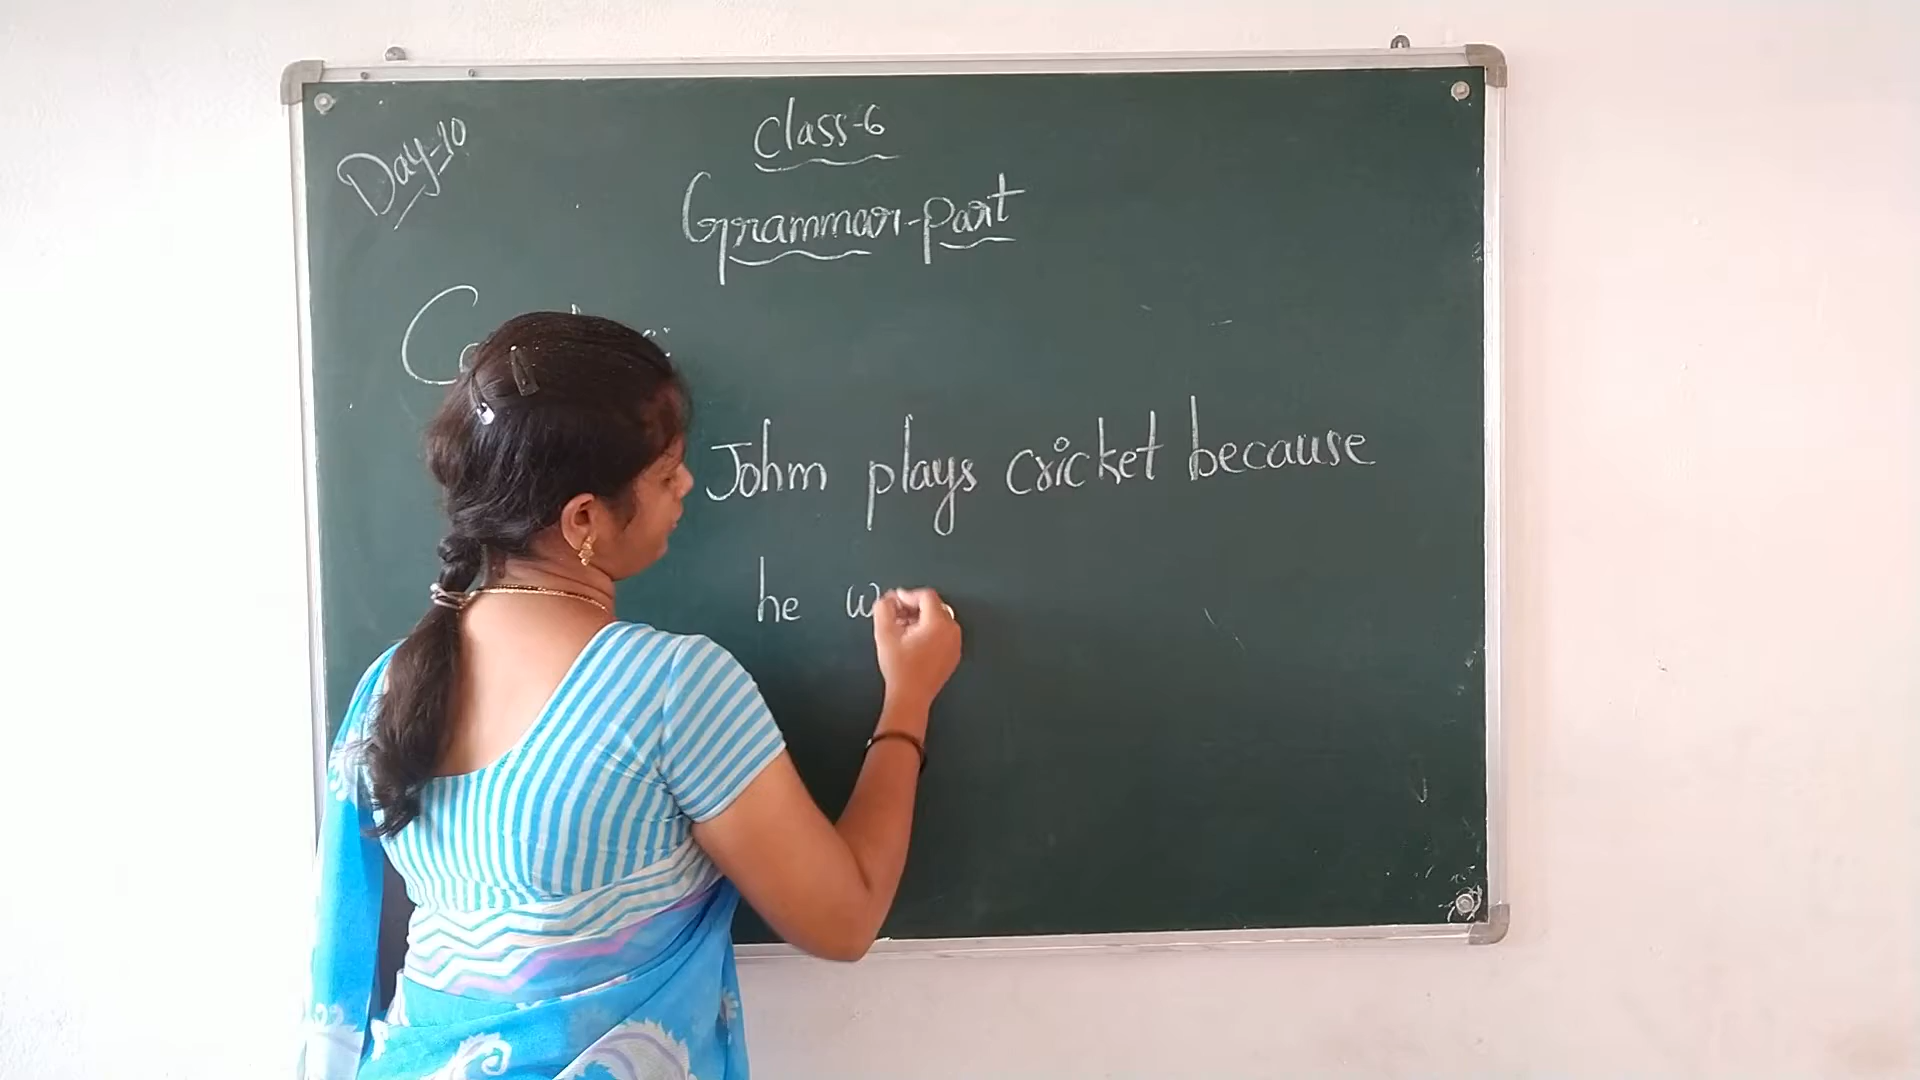 Day-10
Class-6
Grammar-part
John plays cricket because
he